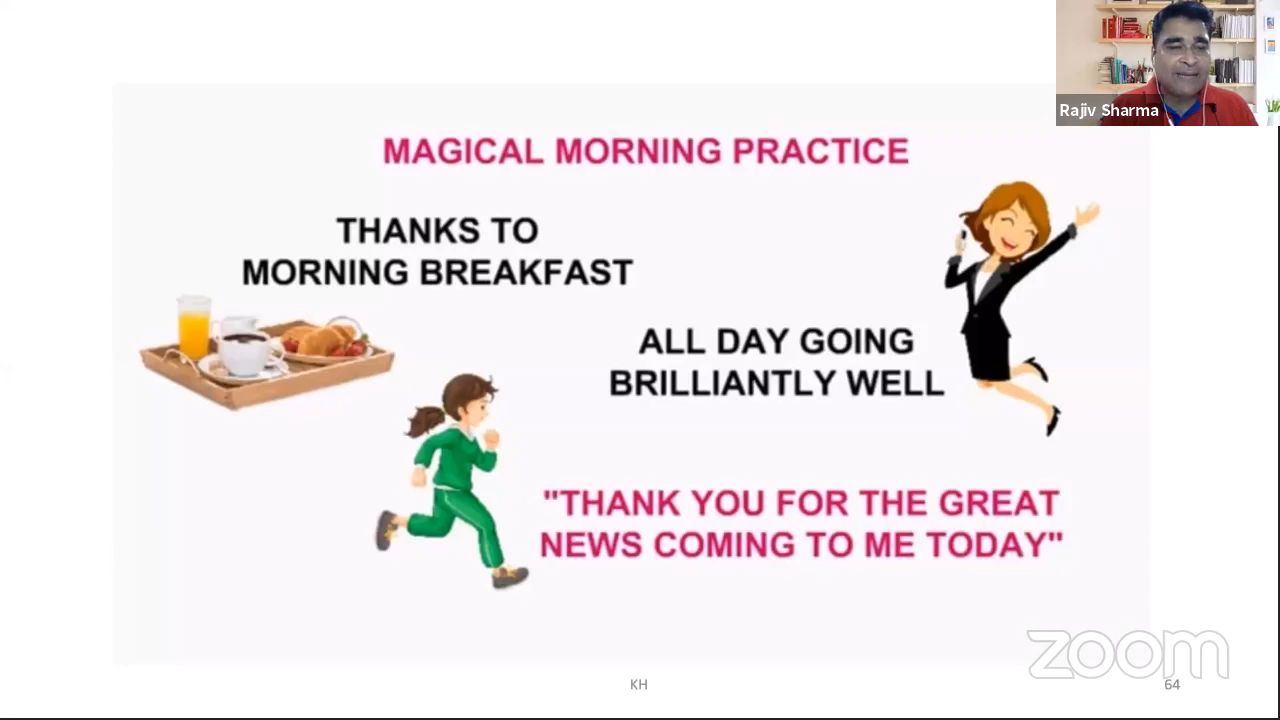 Rajiv Sharma
MAGICAL MORNING PRACTICE
THANKS TO
MORNING BREAKFAST
ALL DAY GOING
BRILLIANTLY WELL
"THANK YOU FOR THE GREAT
NEWS COMING TO ME TODAY"
zoom
KH
64